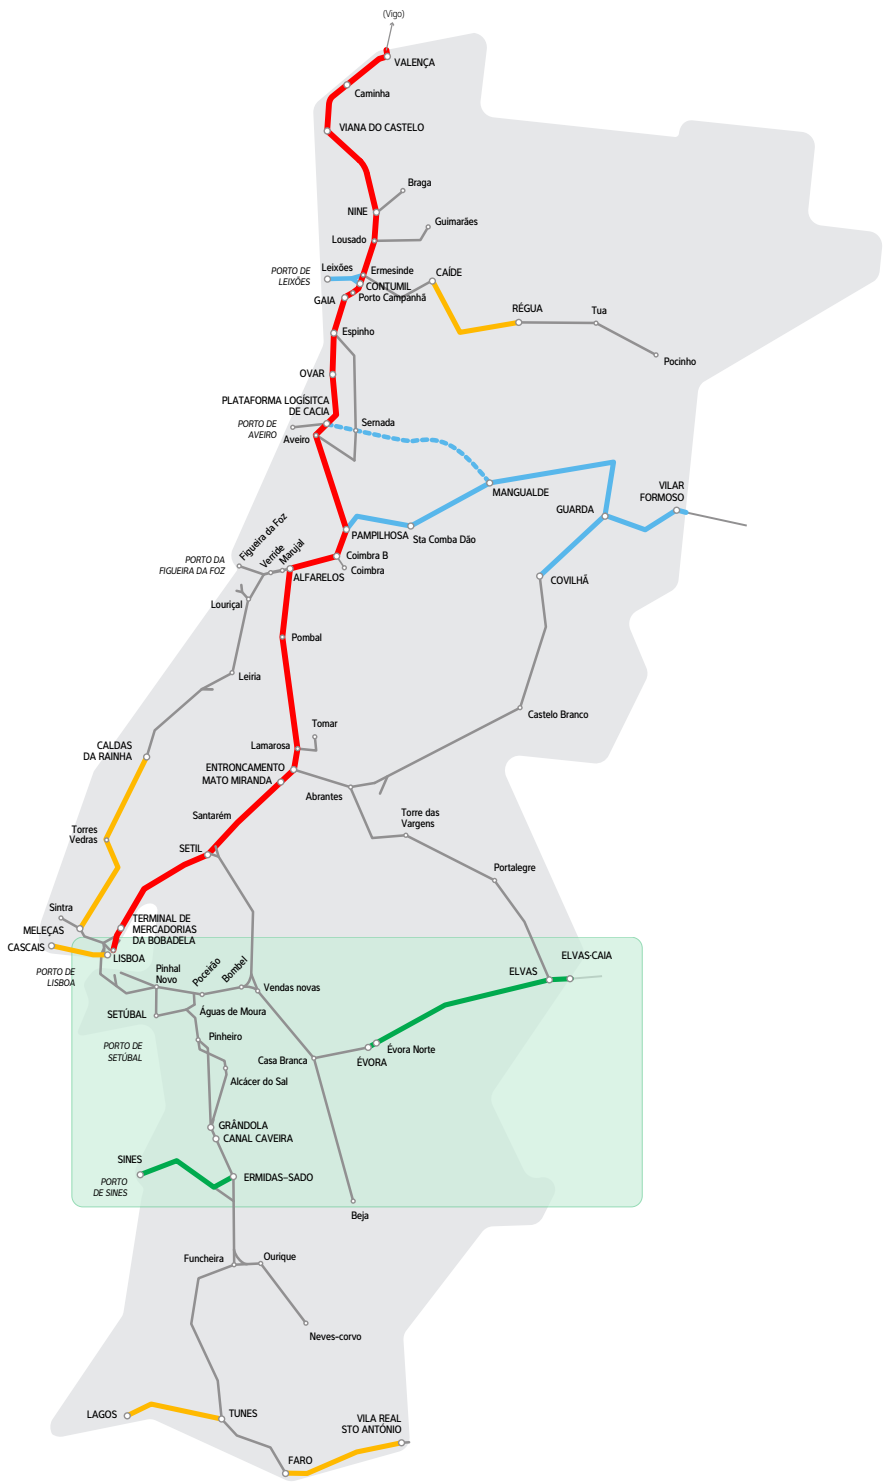 (Vigo)
VALENÇA
Caminha
VIANA DO CASTELO
Braga
NINE
Guimarães
Lousado
PORTO DE
LEIXÕES
Leixões
Ermesinde
CAÍDE
CONTUMIL
GAIA
Porto Campanhã
RÉGUA
Tua
Espinho
Pocinho
OVAR
PLATAFORMA LOGÍSITCA
DE CACIA
PORTO DE
AVEIRO
Sernada
Aveiro
MANGUALDE
VILAR
FORMOSO
GUARDA
PAMPILHOSA
Sta Comba Dão
Figueira da Foz
Verride
Marujal
PORTO DA
FIGUEIRA DA FOZ
Coimbra B
Coimbra
ALFARELOS
COVILHÃ
Louriçal
Pombal
Leiria
Castelo Branco
Tomar
CALDAS
DA RAINHA
Lamarosa
ENTRONCAMENTO
MATO MIRANDA
Abrantes
Santarém
Torre das
Vargens
Torres
Vedras
SETIL
Portalegre
Sintra
MELEÇAS
TERMINAL DE
MERCADORIAS
DA BOBADELA
CASCAIS
LISBOA
ELVAS-CAIA
ELVAS
PORTO DE
LISBOA
Pinhal
Novo
Poceirão
Bombel
Vendas novas
SETÚBAL
Águas de Moura
PORTO DE
SETÚBAL
Pinheiro
Évora Norte
ÉVORA
Casa Branca
Alcácer do Sal
GRÂNDOLA
CANAL CAVEIRA
SINES
PORTO
DE SINES
ERMIDAS–SADO
Beja
Funcheira
Ourique
Neves-corvo
LAGOS
TUNES
VILA REAL
STO ANTÓNIO
FARO